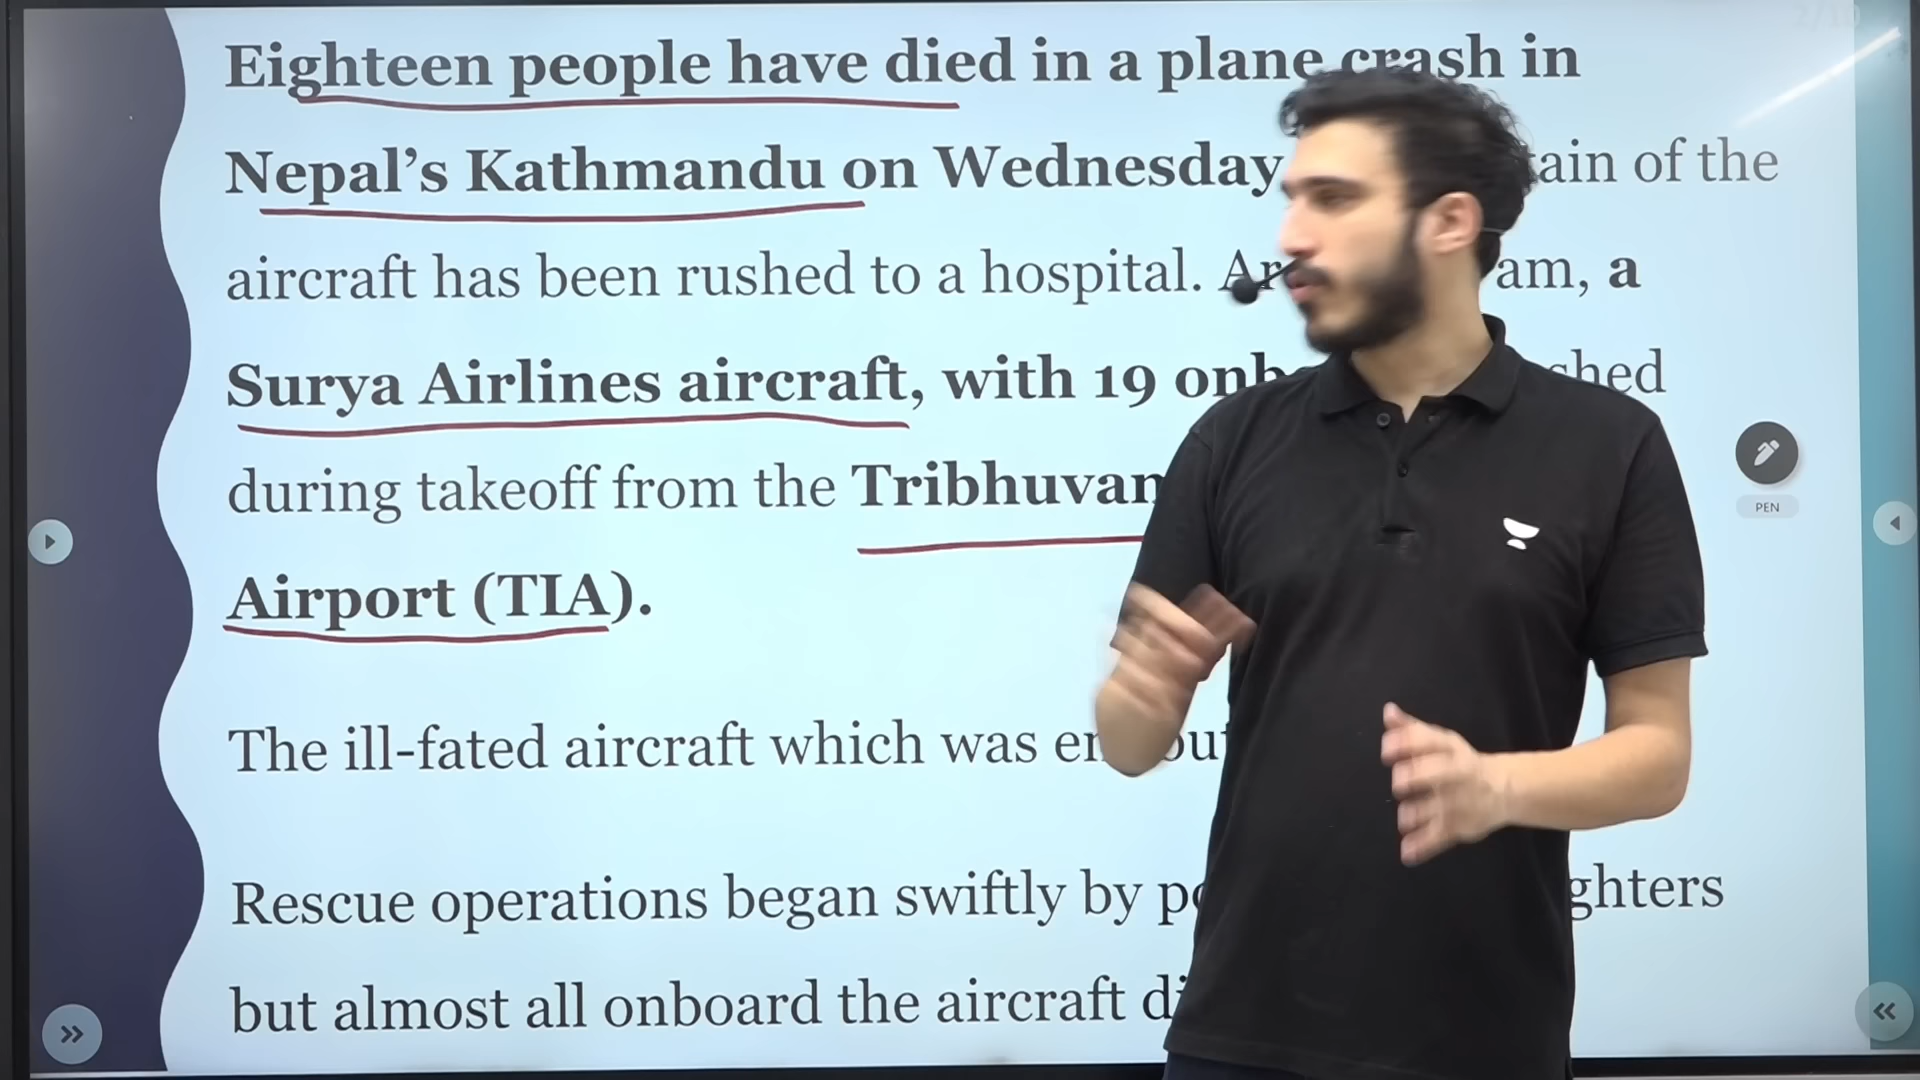 Eighteen people have died in a plane crash in
Nepal's Kathmandu on Wednesday of the
aircraft has been rushed to a hospital. a
Surya Airlines aircraft, with 19
during takeoff from the
Airport (TIA).
The ill-fated aircraft which was
Rescue operations began swiftly by
but almost all onboard the aircraft
PEN